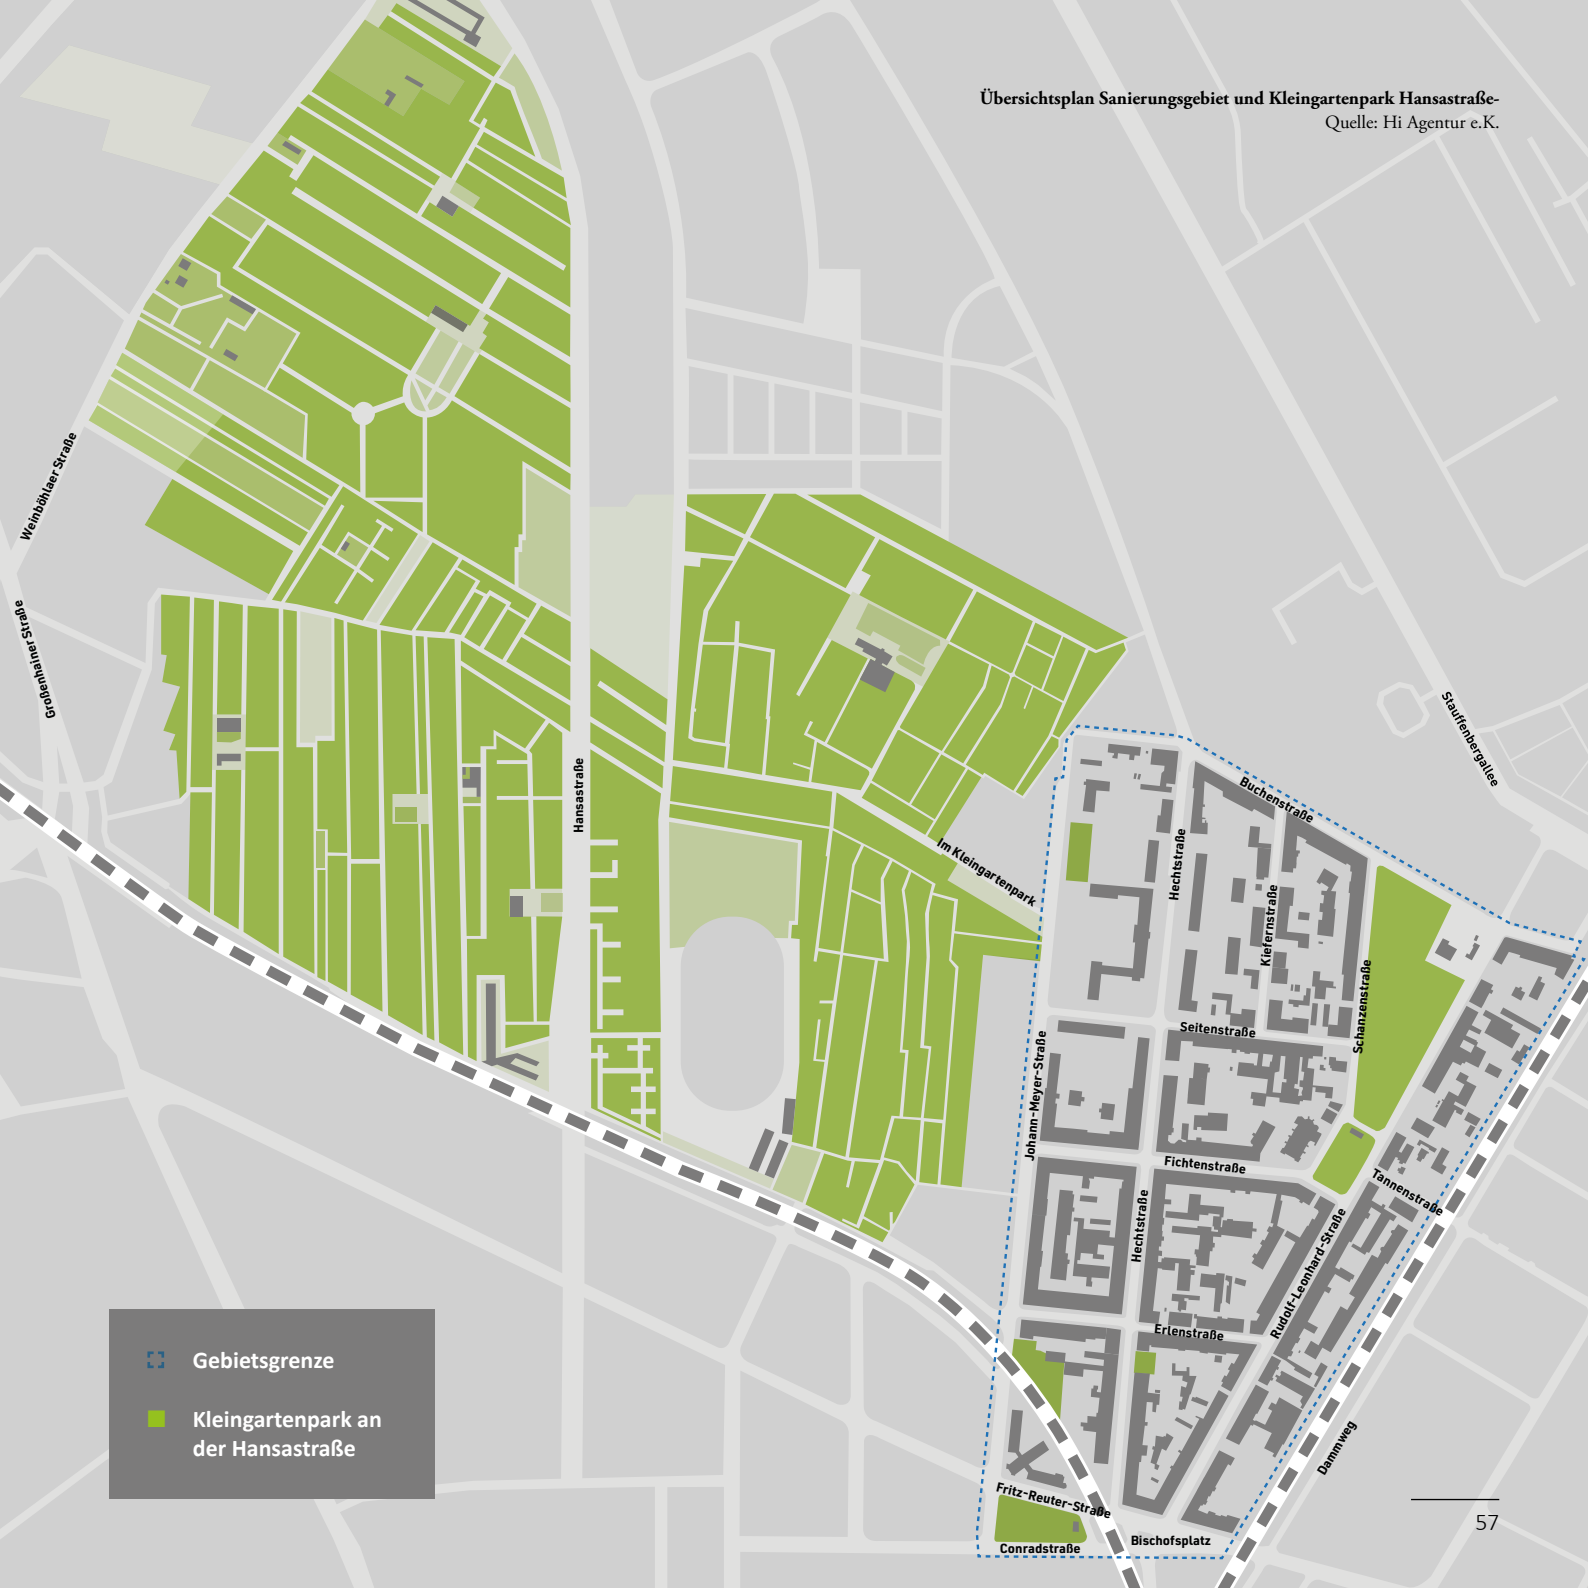 Übersichtsplan Sanierungsgebiet und Kleingartenpark Hansastraße-
Quelle: Hi Agentur e.K.
Weinböhlaer Straße
Großenhainer Straße
Hansastraße
Im Kleingartenpark
Stauffenbergallee
Buchenstraße
Hechtstraße
Kiefernstraße
Schanzenstraße
Seitenstraße
Johann-Meyer-Straße
Fichtenstraße
Tannenstraße
Hechtstraße
Rudolf-Leonhard-Straße
Erlenstraße
Dammweg
Fritz-Reuter-Straße
Conradstraße
Bischofsplatz
Gebietsgrenze
Kleingartenpark an
der Hansastraße
57